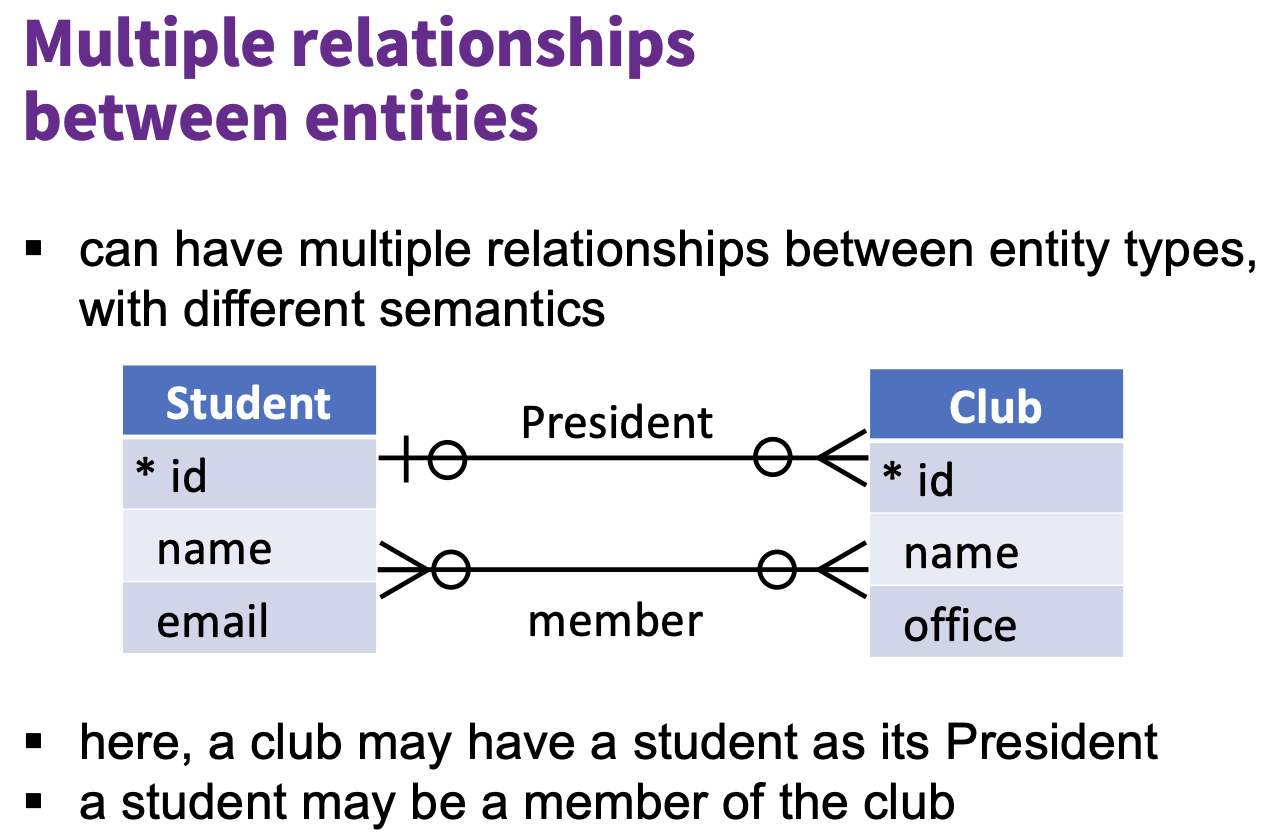 Multiple relationships
between entities
▪ can have multiple relationships between entity types,
with different semantics
Student
* id
name
email
President
member
Club
* id
name
office
▪ here, a club may have a student as its President
▪ a student may be a member of the club